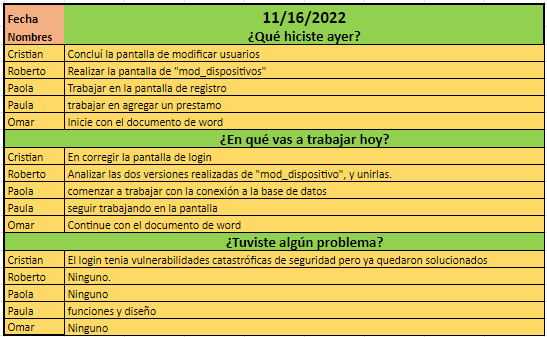 Fecha 11/16/2022
Nombres ¿Qué hiciste ayer?
Cristian Concluí la pantalla de modificar usuarios
Roberto Realizar la pantalla de "mod_dispositivos"
Paola Trabajar en la pantalla de registro
Paula trabajar en agregar un prestamo
Omar Inicie con el documento de word
¿En qué vas a trabajar hoy?
Cristian En corregir la pantalla de login
Roberto Analizar las dos versiones realizadas de "mod_dispositivo", y unirlas.
Paola comenzar a trabajar con la conexión a la base de datos
Paula seguir trabajando en la pantalla
Omar Continue con el documento de word
¿Tuviste algún problema?
Cristian El login tenia vulnerabilidades catastróficas de seguridad pero ya quedaron solucionados
Roberto Ninguno.
Paola Ninguno
Paula funciones y diseño
Omar Ninguno